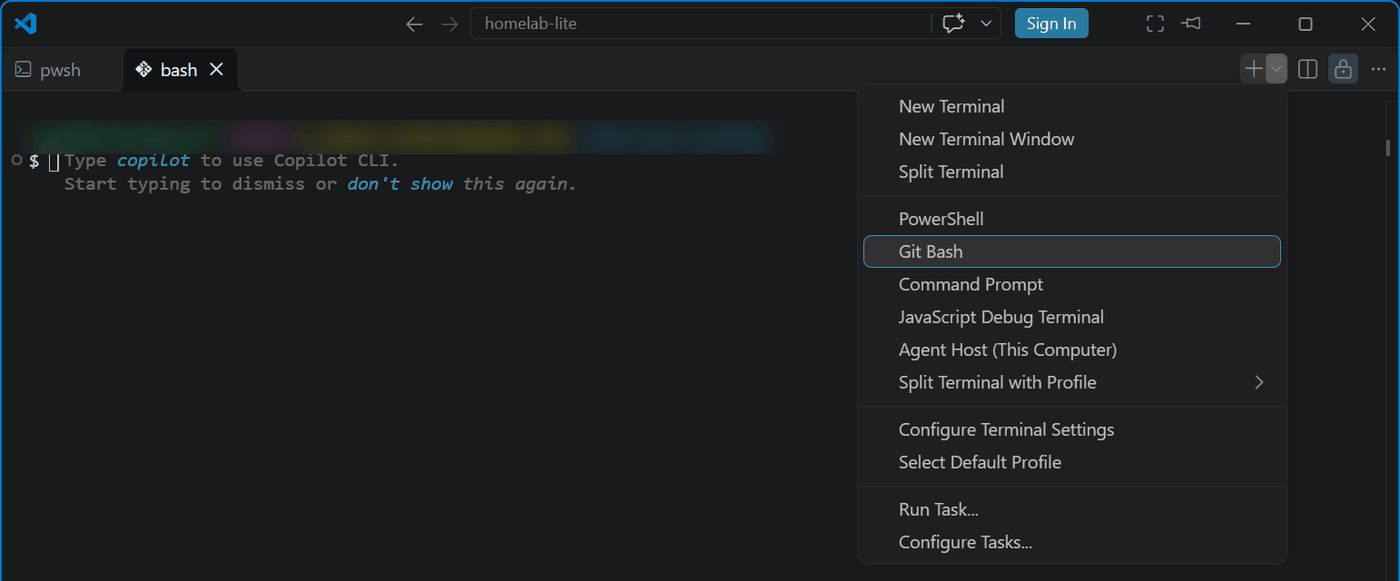 homelab-lite
Sign In
pwsh
bash
$ Type copilot to use Copilot CLI.
Start typing to dismiss or don't show this again.
New Terminal
New Terminal Window
Split Terminal
PowerShell
Git Bash
Command Prompt
JavaScript Debug Terminal
Agent Host (This Computer)
Split Terminal with Profile
Configure Terminal Settings
Select Default Profile
Run Task...
Configure Tasks...